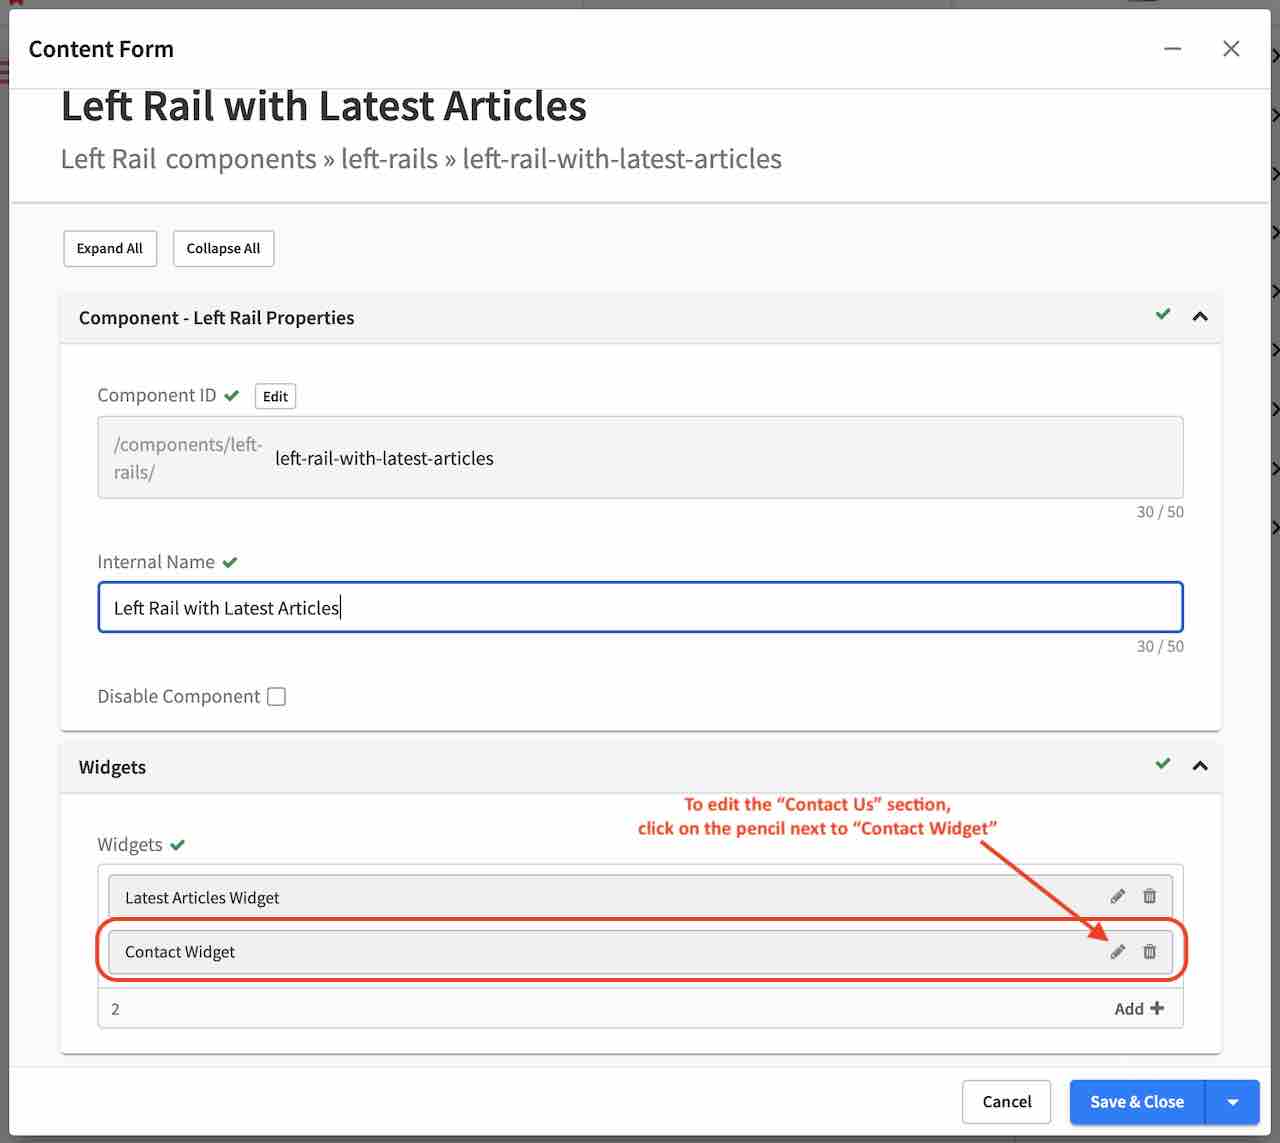 Content Form
Left Rail with Latest Articles
Left Rail components » left-rails » left-rail-with-latest-articles
Expand All
Collapse All
Component - Left Rail Properties
Component ID
Edit
/components/left-
rails/
left-rail-with-latest-articles
30 / 50
Internal Name
Left Rail with Latest Articles
30 / 50
Disable Component
Widgets
To edit the “Contact Us” section,
click on the pencil next to “Contact Widget”
Widgets
Latest Articles Widget
Contact Widget
2
Add
Cancel
Save & Close